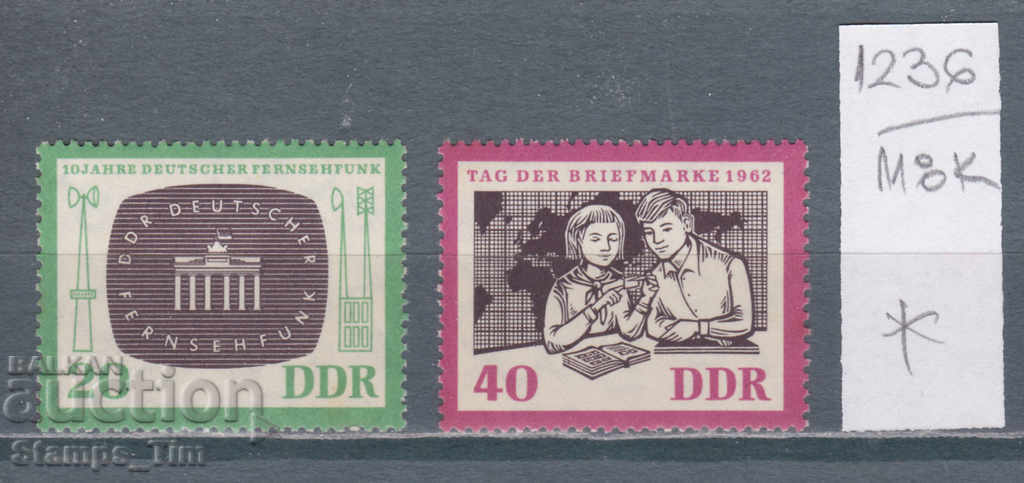 10 JAHRE DEUTSCHER FERNSEHFUNK
DDR DEUTSCHER
FERNSEHFUNK
20 DDR
TAG DER BRIEFMARKE 1962
40 DDR
1236
M8K
*
BALKAN
auction
Stamps_Tim